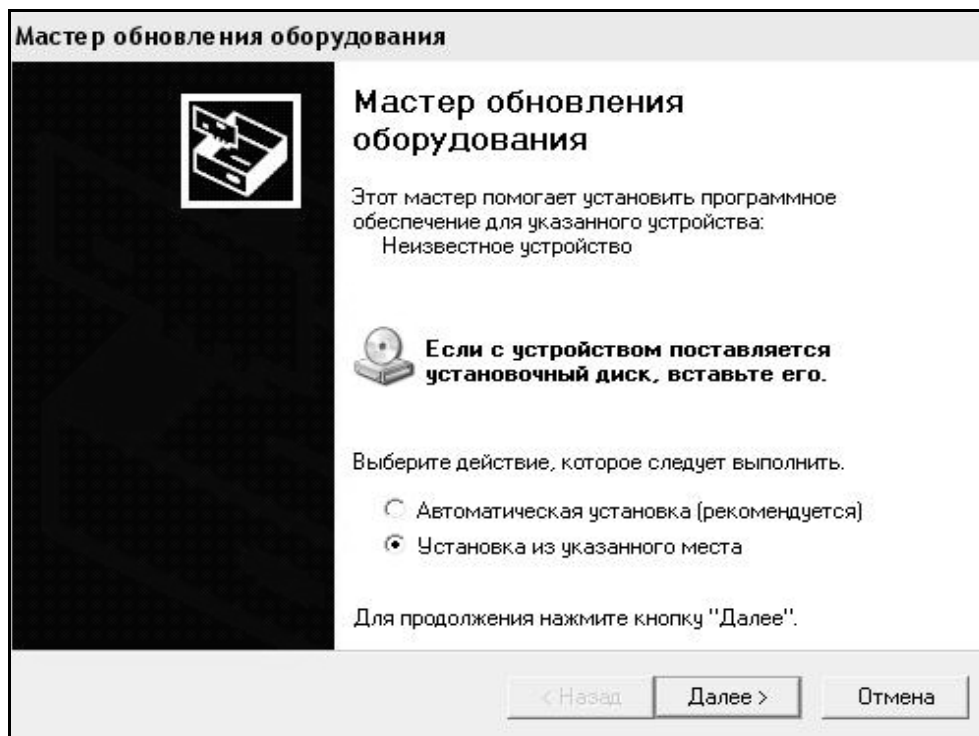 Мастер обновления оборудования
Мастер обновления
оборудования
Этот мастер помогает установить программное
обеспечение для указанного устройства:
Неизвестное устройство
Если с устройством поставляется
установочный диск, вставьте его.
Выберите действие, которое следует выполнить.
Автоматическая установка (рекомендуется)
Установка из указанного места
Для продолжения нажмите кнопку "Далее".
< Назад Далее > Отмена